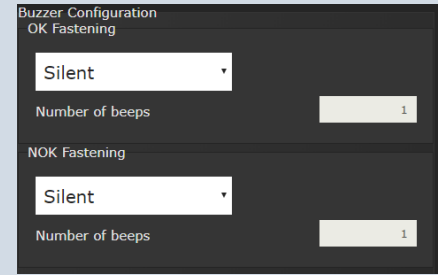 Buzzer Configuration
OK Fastening
Silent
Number of beeps 1
NOK Fastening
Silent
Number of beeps 1